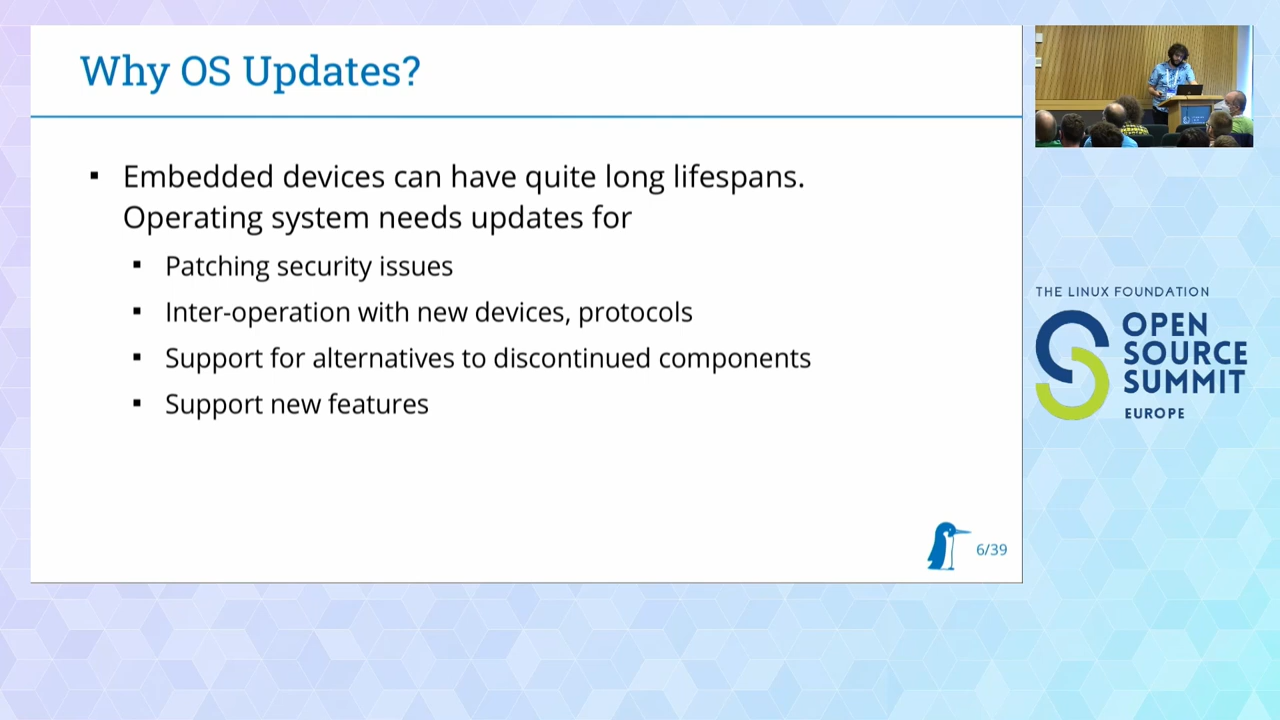 Why OS Updates?
▪ Embedded devices can have quite long lifespans.
Operating system needs updates for
▪ Patching security issues
▪ Inter-operation with new devices, protocols
▪ Support for alternatives to discontinued components
▪ Support new features
6/39
THE LINUX FOUNDATION
OPEN
SOURCE
SUMMIT
EUROPE